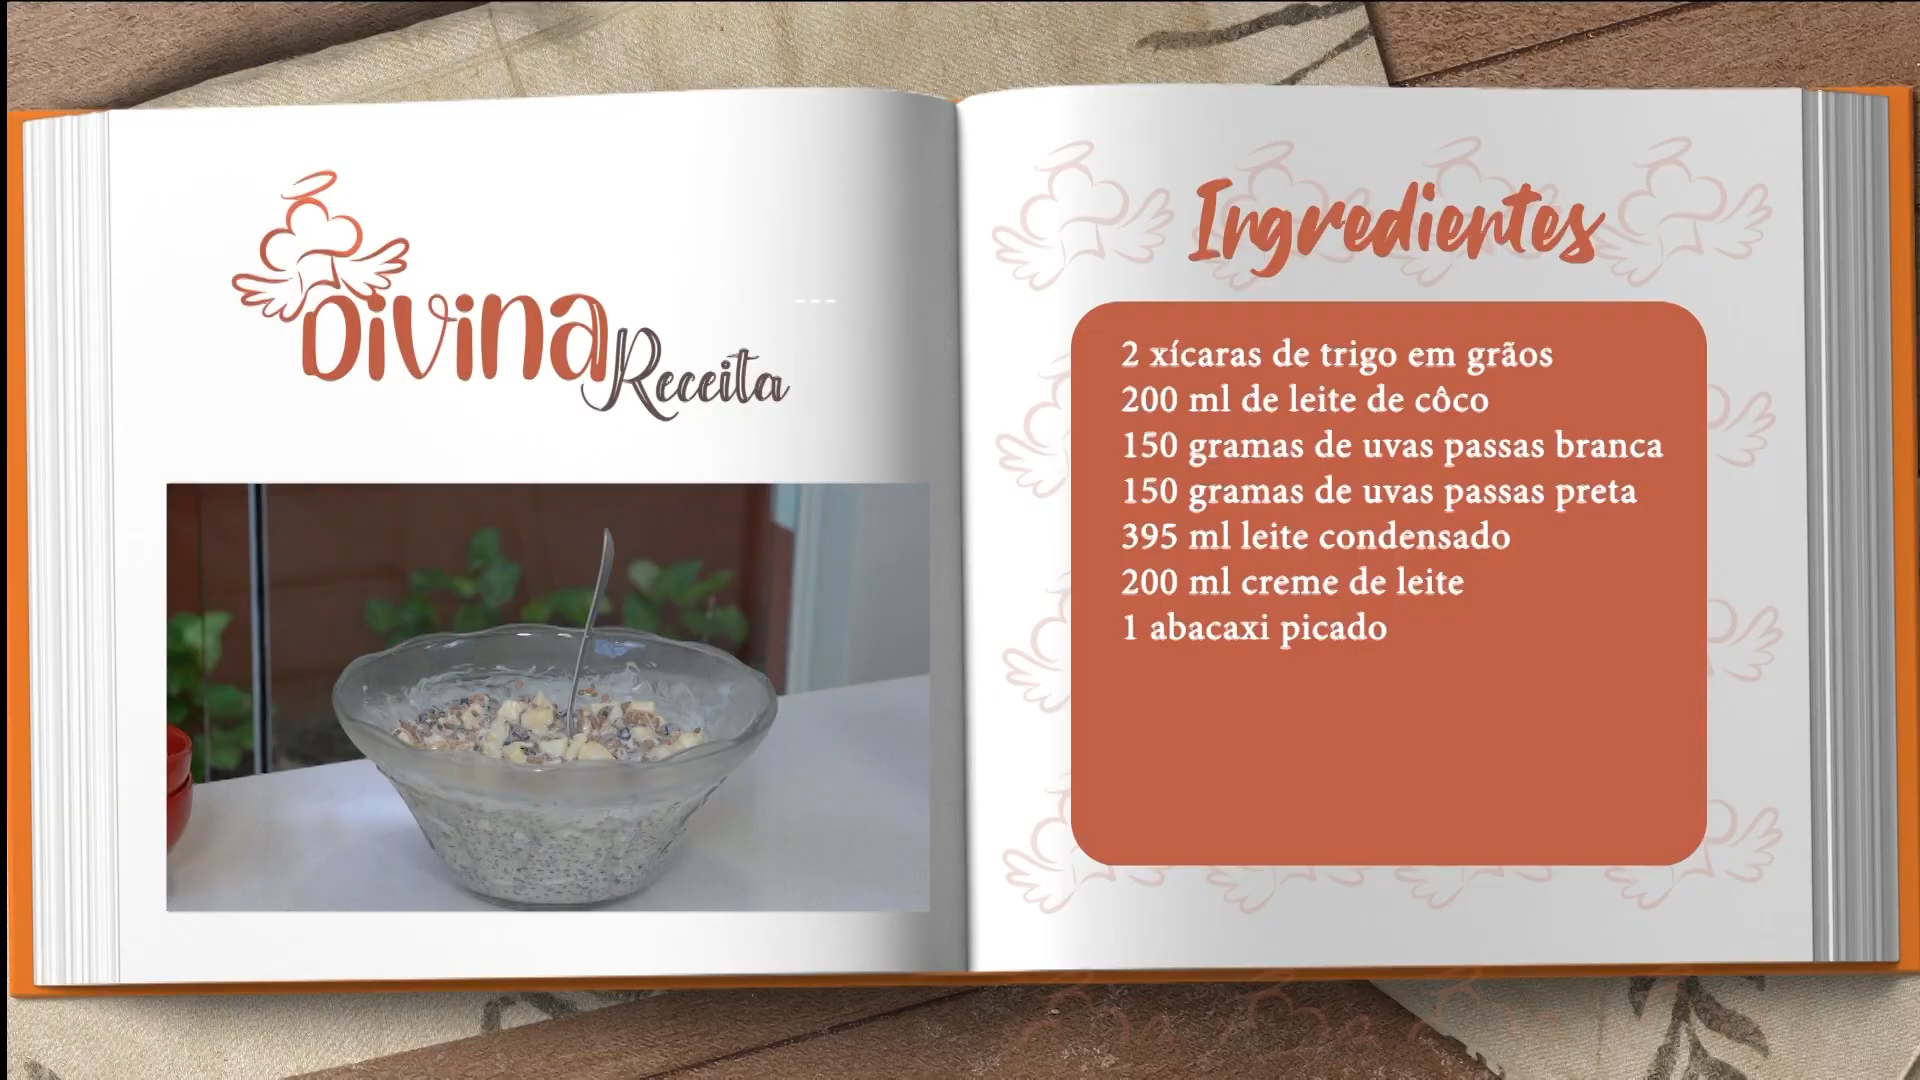 Divina
Receita
Ingredientes
2 xícaras de trigo em grãos
200 ml de leite de côco
150 gramas de uvas passas branca
150 gramas de uvas passas preta
395 ml leite condensado
200 ml creme de leite
1 abacaxi picado